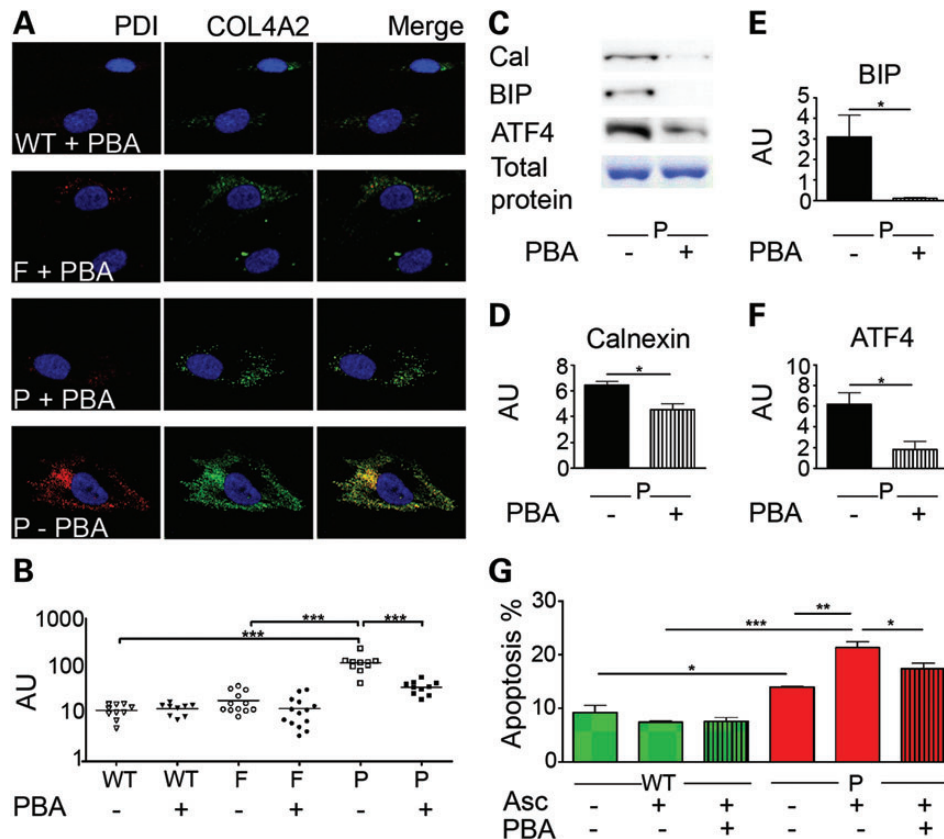 A
PDI COL4A2 Merge
WT + PBA
F + PBA
P + PBA
P - PBA
B
1000
100
10
1
AU
***
*** ***
WT WT F F P P
PBA - + - + - +
C
Cal
BIP
ATF4
Total
protein
P
PBA - +
D
Calnexin
8
6
4
2
0
AU
*
P
PBA - +
E
BIP
5
4
3
2
1
0
AU
*
P
PBA - +
F
ATF4
10
8
6
4
2
0
AU
*
P
PBA - +
G
30
20
10
0
Apoptosis %
**
*** *
*
WT P
Asc - + + - + +
PBA + +